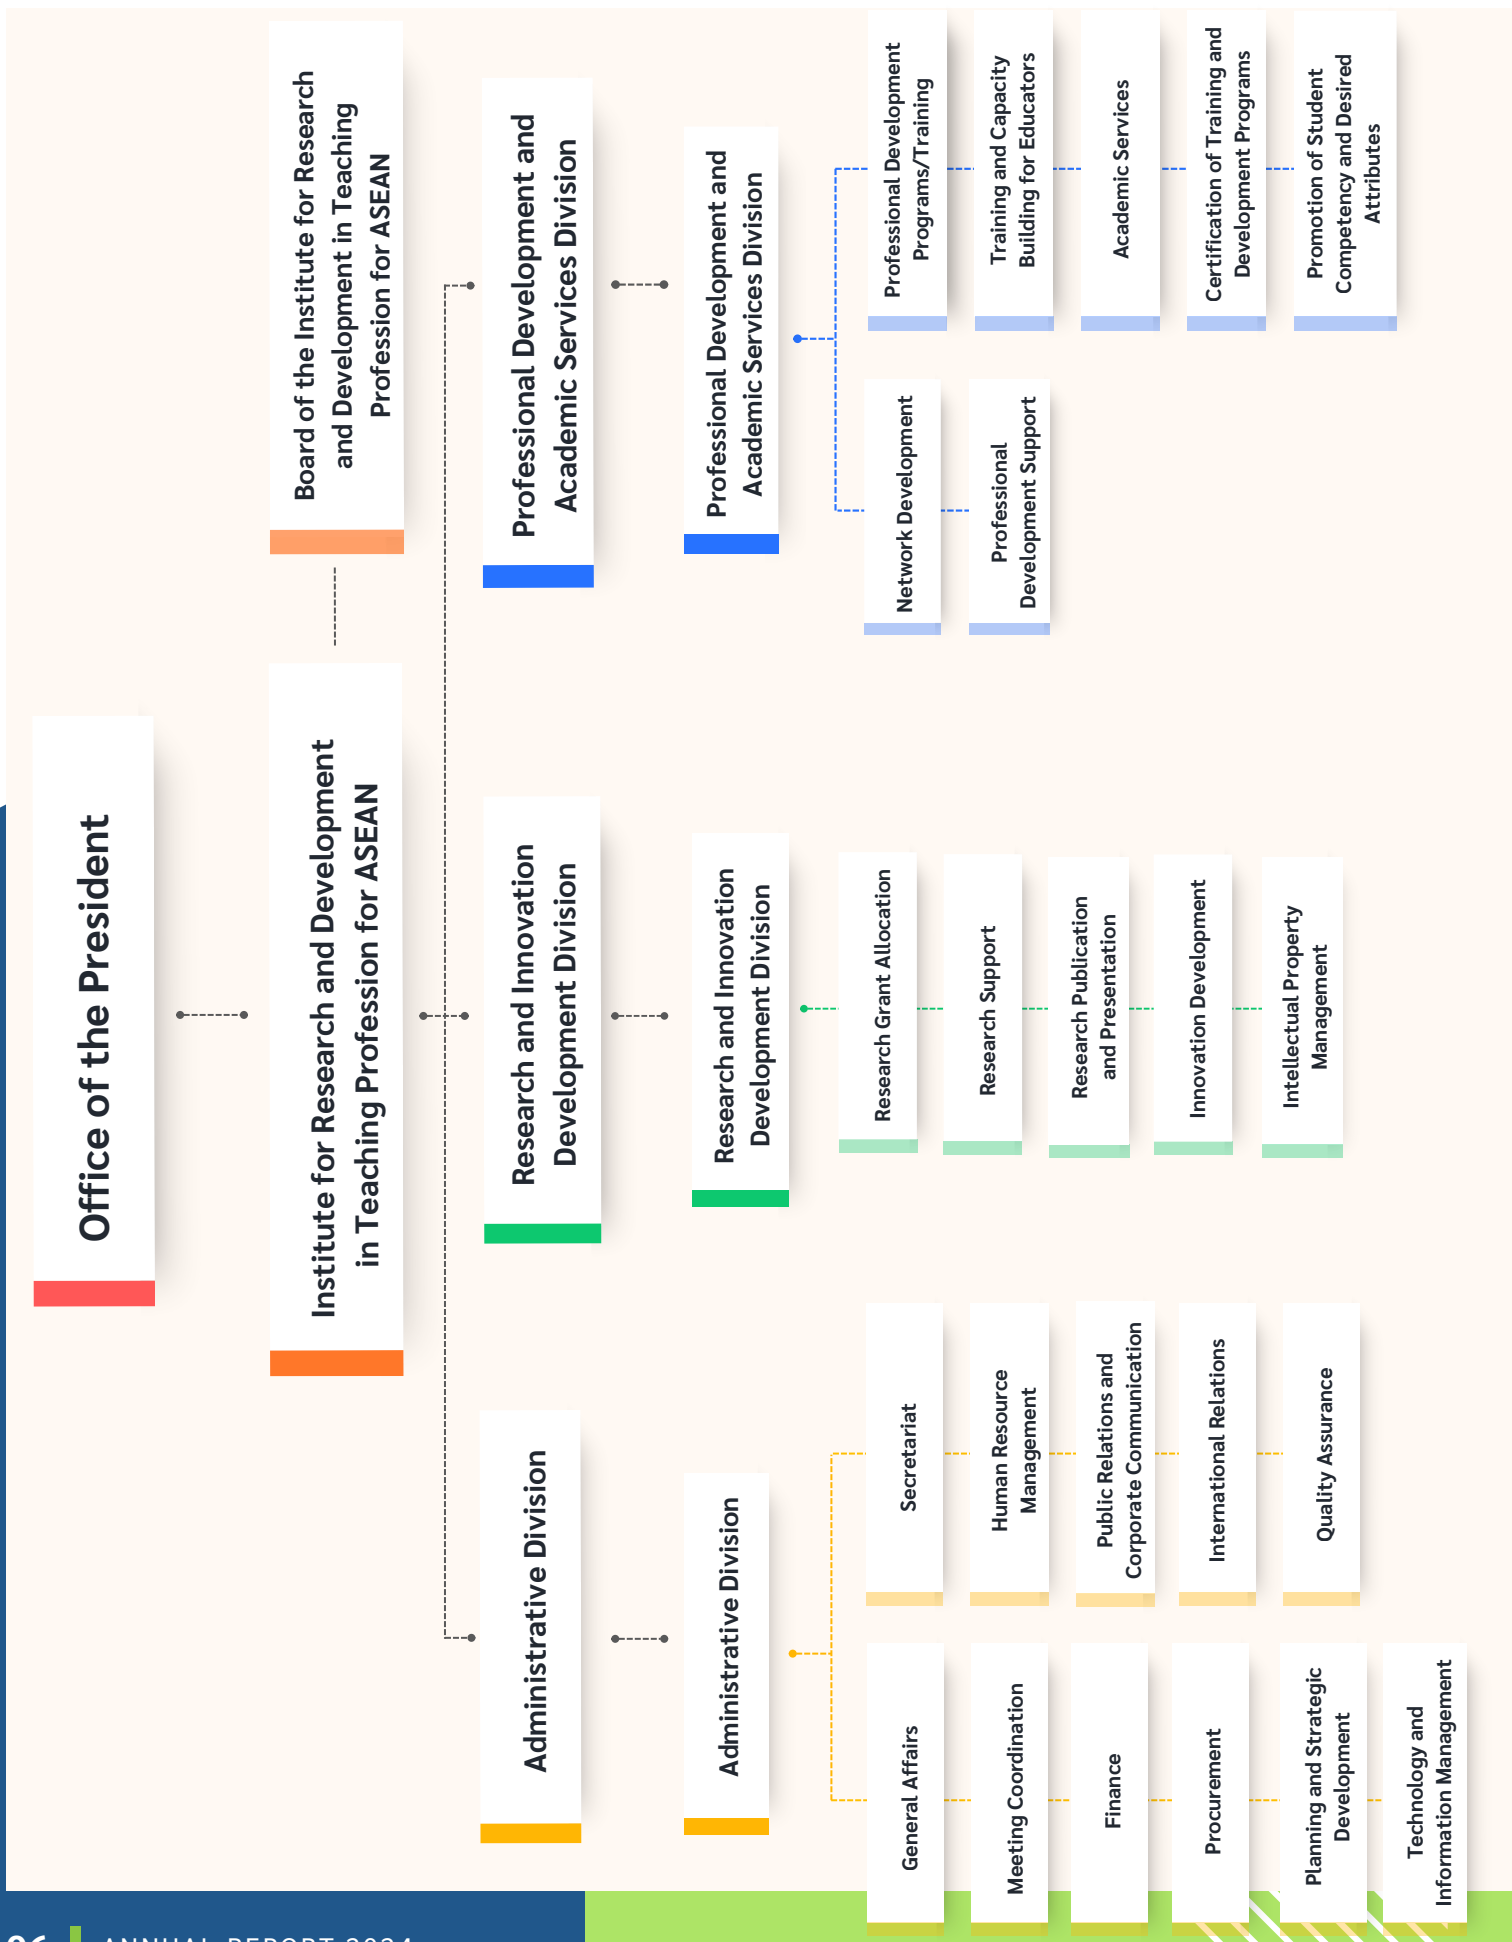 Office of the President
Institute for Research and Development
in Teaching Profession for ASEAN
Board of the Institute for Research
and Development in Teaching
Profession for ASEAN
Administrative Division
Research and Innovation
Development Division
Professional Development and
Academic Services Division
Administrative Division
Research and Innovation
Development Division
Professional Development and
Academic Services Division
General Affairs
Meeting Coordination
Finance
Procurement
Planning and Strategic
Development
Technology and
Information Management
Secretariat
Human Resource
Management
Public Relations and
Corporate Communication
International Relations
Quality Assurance
Research Grant Allocation
Research Support
Research Publication
and Presentation
Innovation Development
Intellectual Property
Management
Network Development
Professional
Development Support
Professional Development
Programs/Training
Training and Capacity
Building for Educators
Academic Services
Certification of Training and
Development Programs
Promotion of Student
Competency and Desired
Attributes
ANNUAL REPORT 2024